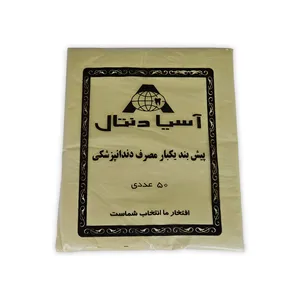 آسیا دنتال
پیش بند یکبار مصرف دندانپزشکی
۵۰ عددی
افتخار ما انتخاب شماست